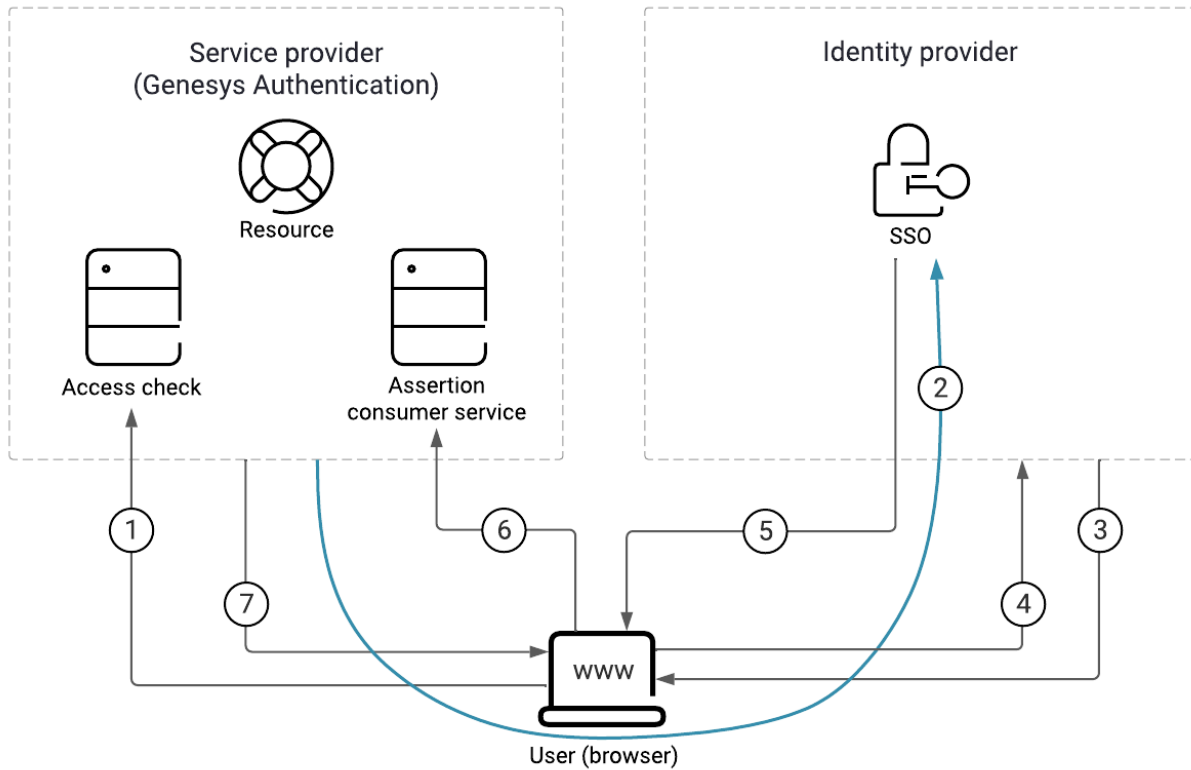 Service provider
(Genesys Authentication)
Identity provider
Resource
SSO
Access check
Assertion
consumer service
2
1
6
5
3
7
4
www
User (browser)